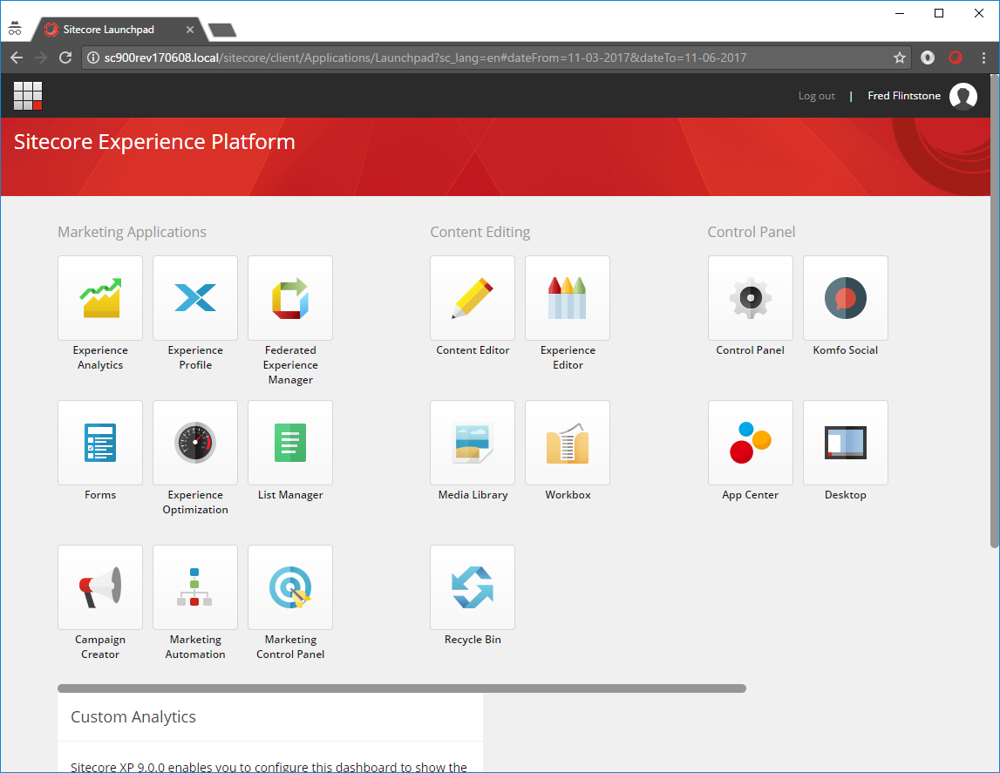 Sitecore Launchpad
sc900rev170608.local/sitecore/client/Applications/Launchpad?sc_lang=en#dateFrom=11-03-2017&dateTo=11-06-2017
Log out | Fred Flintstone
Sitecore Experience Platform
Marketing Applications
Experience
Analytics
Experience
Profile
Federated
Experience
Manager
Forms
Experience
Optimization
List Manager
Campaign
Creator
Marketing
Automation
Marketing
Control Panel
Content Editing
Content Editor
Experience
Editor
Media Library
Workbox
Recycle Bin
Control Panel
Control Panel
Komfo Social
App Center
Desktop
Custom Analytics
Sitecore XP 9.0.0 enables you to configure this dashboard to show the